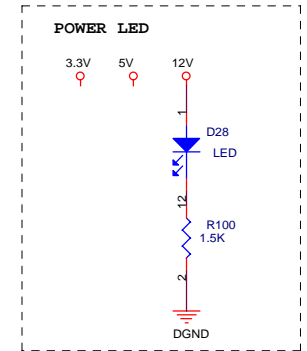 POWER LED
3.3V 5V 12V
1
D28
LED
12
R100
1.5K
2
DGND